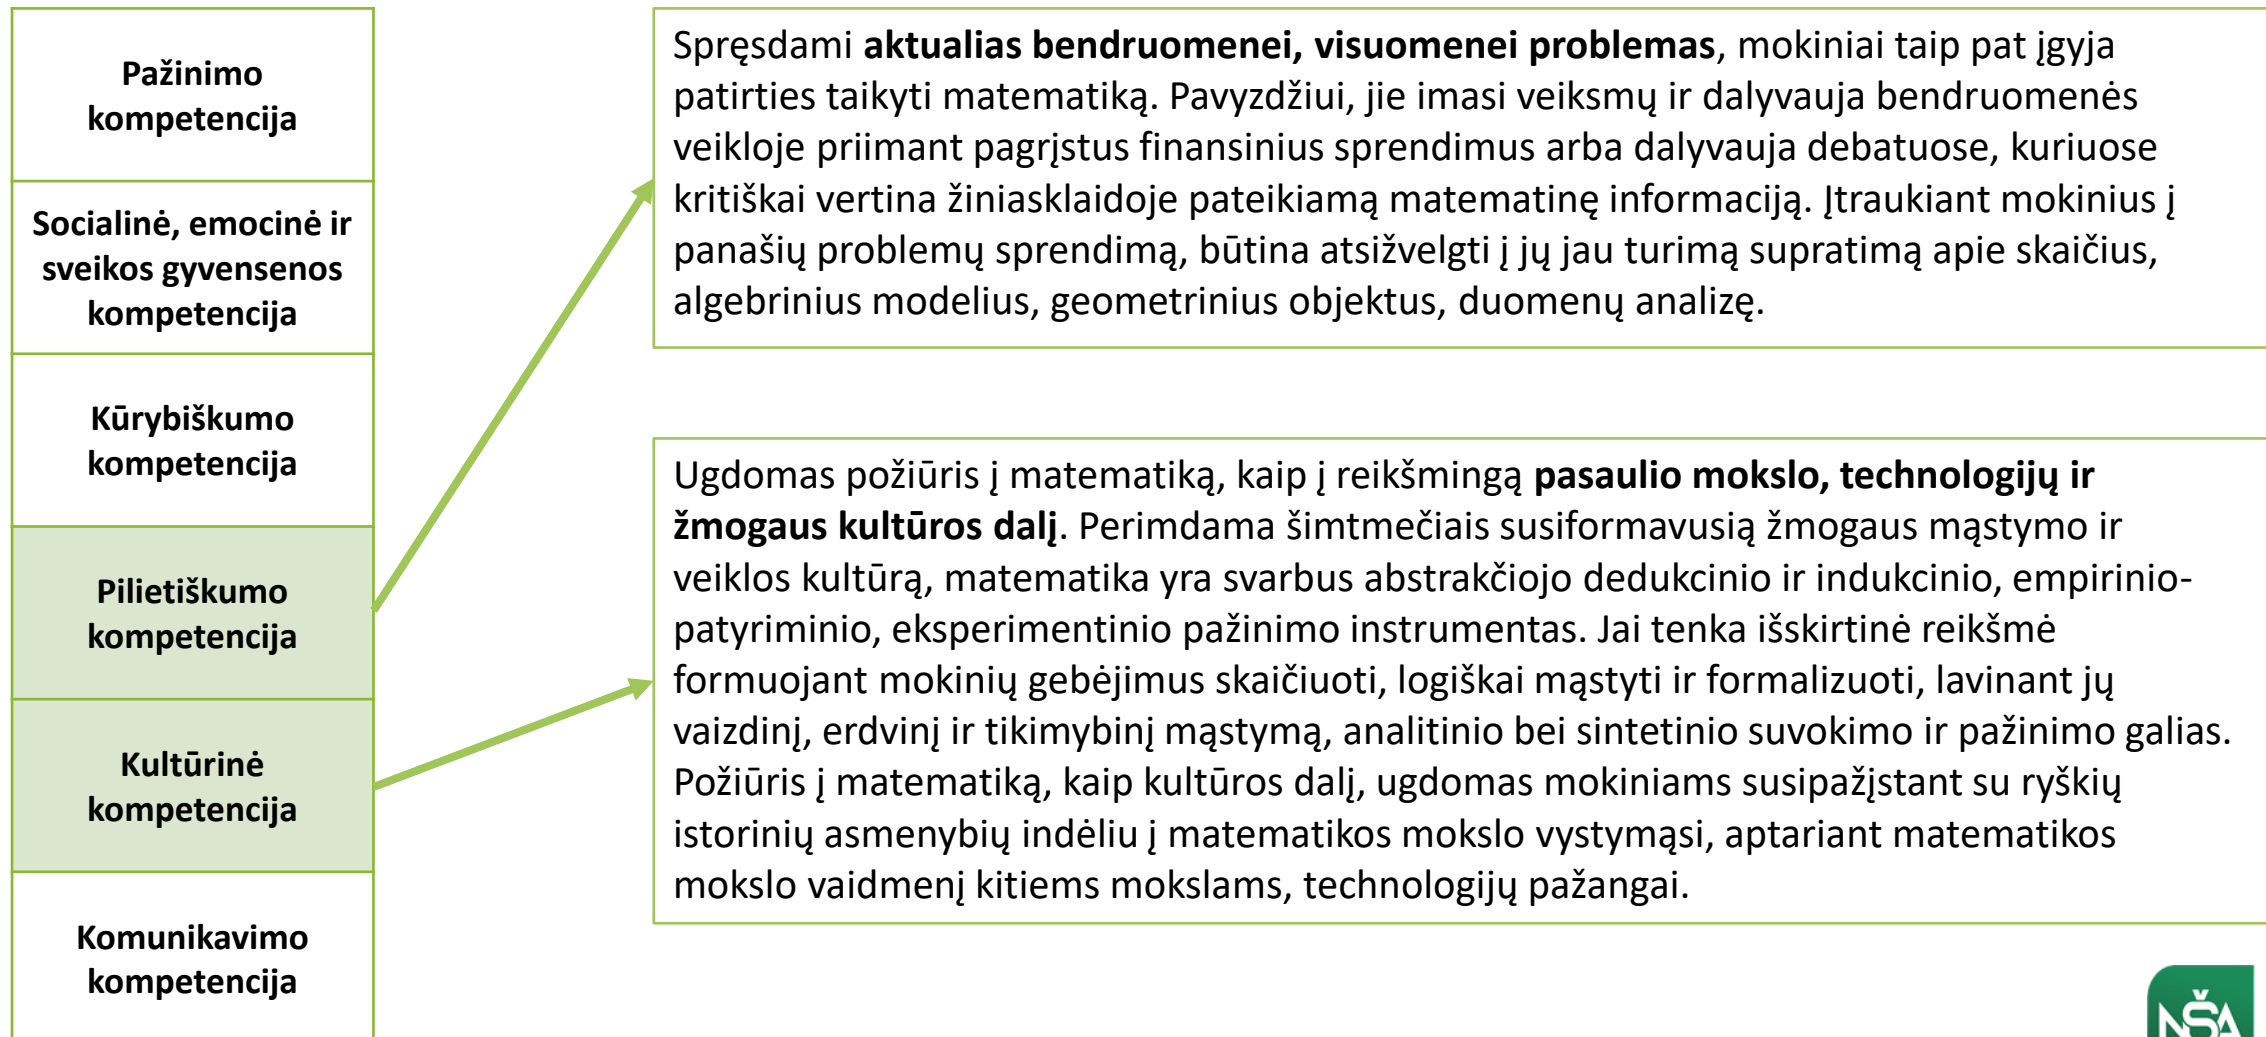 Pažinimo
kompetencija
Socialinė, emocinė ir
sveikos gyvensenos
kompetencija
Kūrybiškumo
kompetencija
Pilietiškumo
kompetencija
Kultūrinė
kompetencija
Komunikavimo
kompetencija
Spręsdami aktualias bendruomenei, visuomenei problemas, mokiniai taip pat įgyja
patirties taikyti matematiką. Pavyzdžiui, jie imasi veiksmų ir dalyvauja bendruomenės
veikloje priimant pagrįstus finansinius sprendimus arba dalyvauja debatuose, kuriuose
kritiškai vertina žiniasklaidoje pateikiamą matematinę informaciją. Įtraukiant mokinius į
panašių problemų sprendimą, būtina atsižvelgti į jų jau turimą supratimą apie skaičius,
algebrinius modelius, geometrinius objektus, duomenų analizę.
Ugdomas požiūris į matematiką, kaip į reikšmingą pasaulio mokslo, technologijų ir
žmogaus kultūros dalį. Perimdama šimtmečiais susiformavusią žmogaus mąstymo ir
veiklos kultūrą, matematika yra svarbus abstrakčiojo dedukcinio ir indukcinio, empirinio-
patyriminio, eksperimentinio pažinimo instrumentas. Jai tenka išskirtinė reikšmė
formuojant mokinių gebėjimus skaičiuoti, logiškai mąstyti ir formalizuoti, lavinant jų
vaizdinį, erdvinį ir tikimybinį mąstymą, analitinio bei sintetinio suvokimo ir pažinimo galias.
Požiūris į matematiką, kaip kultūros dalį, ugdomas mokiniams susipažįstant su ryškių
istorinių asmenybių indėliu į matematikos mokslo vystymąsi, aptariant matematikos
mokslo vaidmenį kitiems mokslams, technologijų pažangai.
NŠA